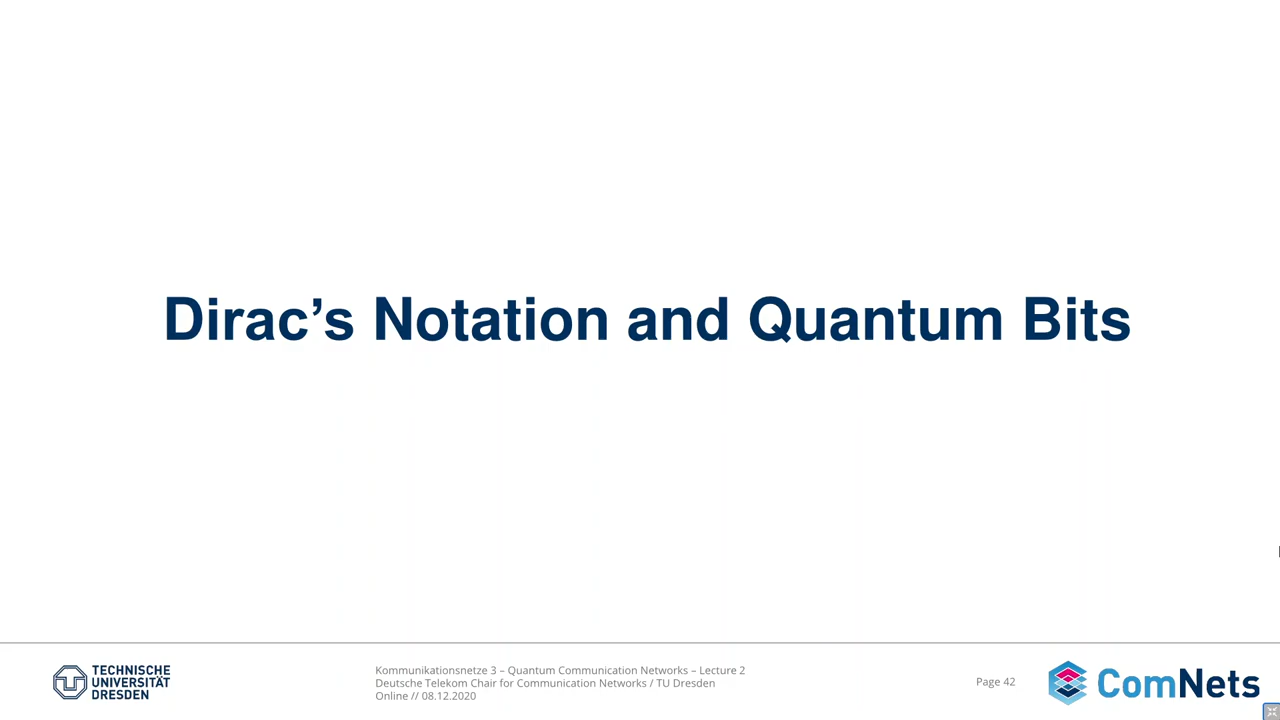 Dirac’s Notation and Quantum Bits
TECHNISCHE
UNIVERSITÄT
DRESDEN
Kommunikationsnetze 3 – Quantum Communication Networks – Lecture 2
Deutsche Telekom Chair for Communication Networks / TU Dresden
Online // 08.12.2020
Page 42
ComNets